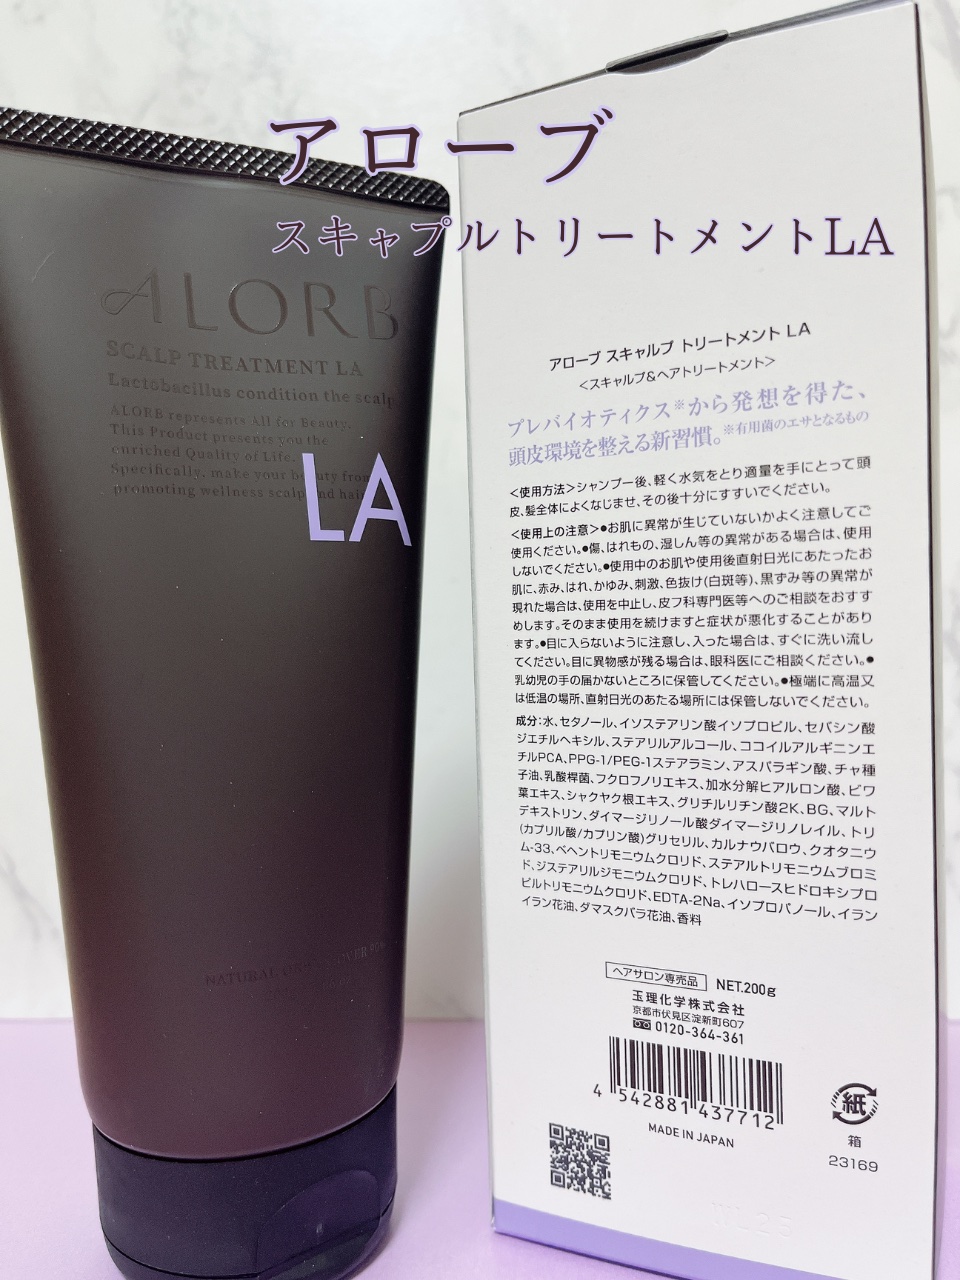 アローブ
スキャプルトリートメントLA
ALORB
SCALP TREATMENT LA
Lactobacillus condition the scalp
ALORB represents All for Beauty.
This Product presents you the
enriched Quality of Life.
Specifically, make your beauty from
promoting wellness scalp and hair
LA
NATURAL
アローブ スキャルプ トリートメント LA
<スキャルプ&ヘアトリートメント>
プレバイオティクス※から発想を得た、
頭皮環境を整える新習慣。※有用菌のエサとなるもの
<使用方法>シャンプー後、軽く水気をとり適量を手にとって頭
皮、髪全体によくなじませ、その後十分にすすいでください。
<使用上の注意>●お肌に異常が生じていないかよく注意してご
使用ください。●傷、はれもの、湿しん等の異常がある場合は、使用
しないでください。●使用中のお肌や使用後直射日光にあたったお
肌に、赤み、はれ、かゆみ、刺激、色抜け(白斑等)、黒ずみ等の異常が
現れた場合は、使用を中止し、皮フ科専門医等へのご相談をおすす
めします。そのまま使用を続けますと症状が悪化することがあり
ます。●目に入らないように注意し、入った場合は、すぐに洗い流し
てください。目に異物感が残る場合は、眼科医にご相談ください。●
乳幼児の手の届かないところに保管してください。●極端に高温又
は低温の場所、直射日光のあたる場所には保管しないでください。
成分:水、セタノール、イソステアリン酸イソプロピル、セバシン酸
ジエチルヘキシル、ステアリルアルコール、ココイルアルギニンエ
チルPCA、PPG-1/PEG-1ステアラミン、アスパラギン酸、チャ種
子油、乳酸桿菌、フクロフノリエキス、加水分解ヒアルロン酸、ビワ
葉エキス、シャクヤク根エキス、グリチルリチン酸2K、BG、マルト
デキストリン、ダイマージリノール酸ダイマージリノレイル、トリ
(カプリル酸/カプリン酸)グリセリル、カルナウバロウ、クオタニウ
ム-33、ベヘントリモニウムクロリド、ステアルトリモニウムブロミ
ド、ジステアリルジモニウムクロリド、トレハロースヒドロキシプロ
ピルトリモニウムクロリド、EDTA-2Na、イソプロパノール、イラン
イラン花油、ダマスクバラ花油、香料
ヘアサロン専売品 NET.200g
玉理化学株式会社
京都市伏見区淀新町607
0120-364-361
4 542881 437712
MADE IN JAPAN
紙
箱
23169